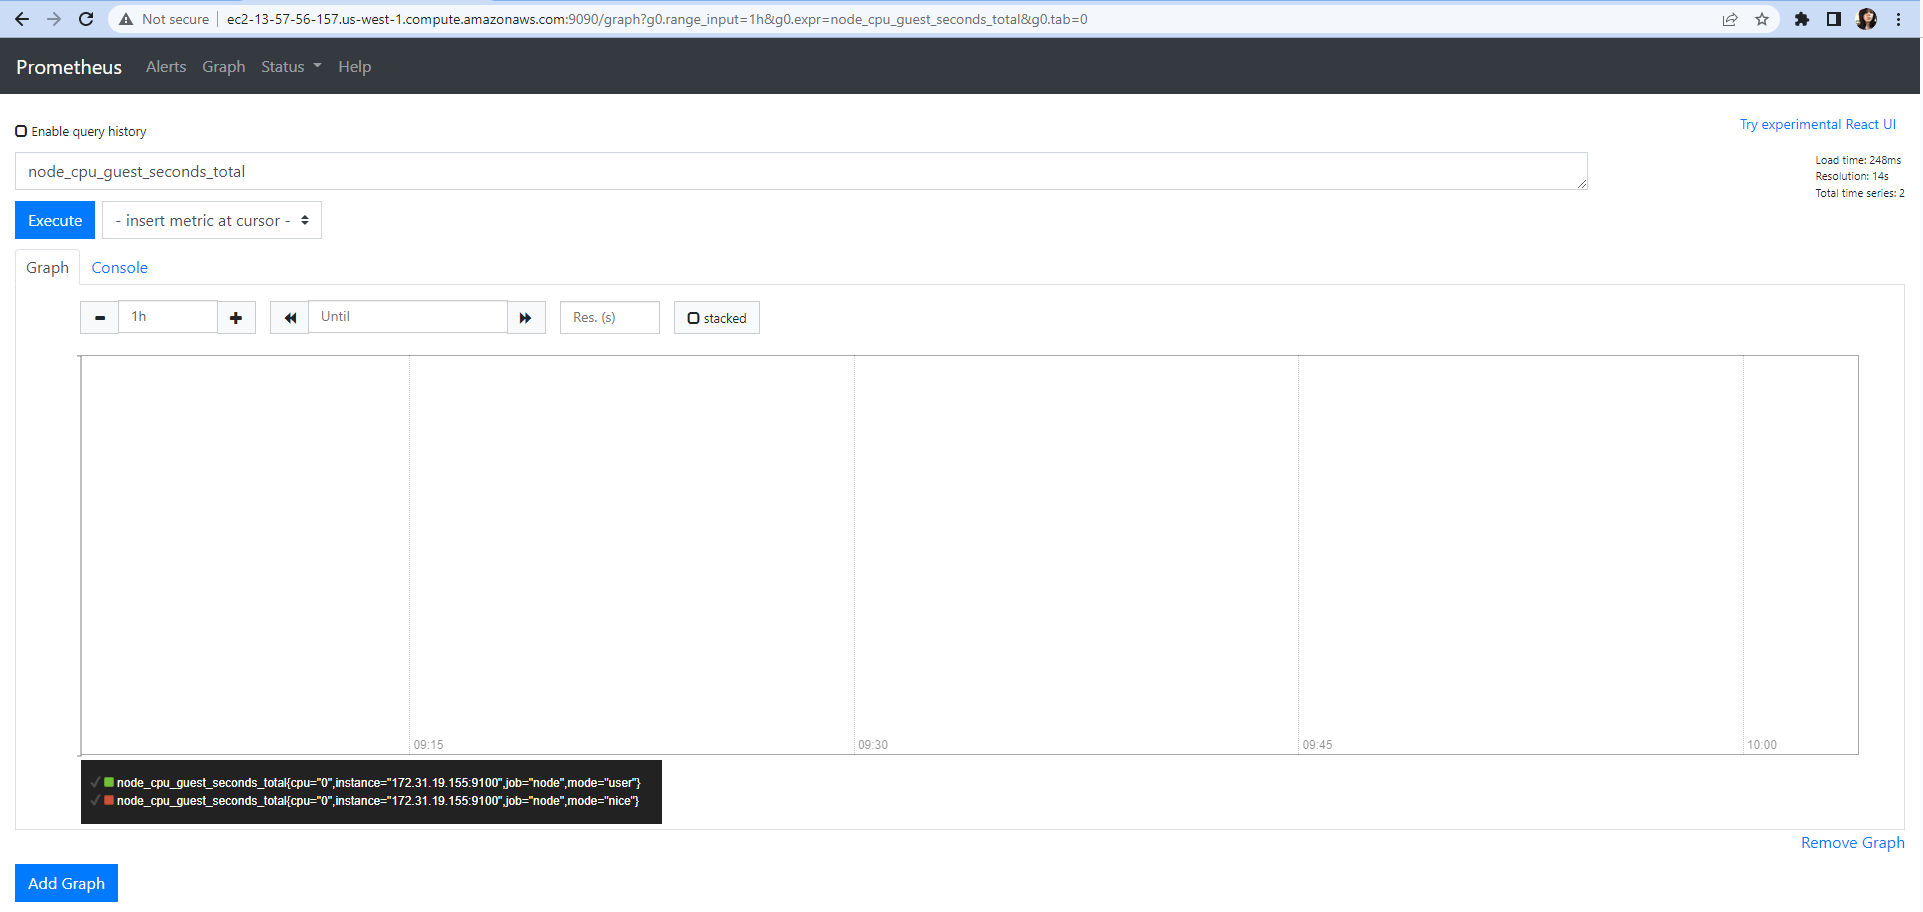 Not secure
ec2-13-57-56-157.us-west-1.compute.amazonaws.com:9090/graph?g0.range_input=1h&g0.expr=node_cpu_guest_seconds_total&g0.tab=0
Prometheus Alerts Graph Status Help
Enable query history
Try experimental React UI
node_cpu_guest_seconds_total
Load time: 248ms
Resolution: 14s
Total time series: 2
Execute
- insert metric at cursor -
Graph
Console
1h
Until
Res. (s)
stacked
09:15
09:30
09:45
10:00
node_cpu_guest_seconds_total{cpu="0",instance="172.31.19.155:9100",job="node",mode="user"}
node_cpu_guest_seconds_total{cpu="0",instance="172.31.19.155:9100",job="node",mode="nice"}
Remove Graph
Add Graph